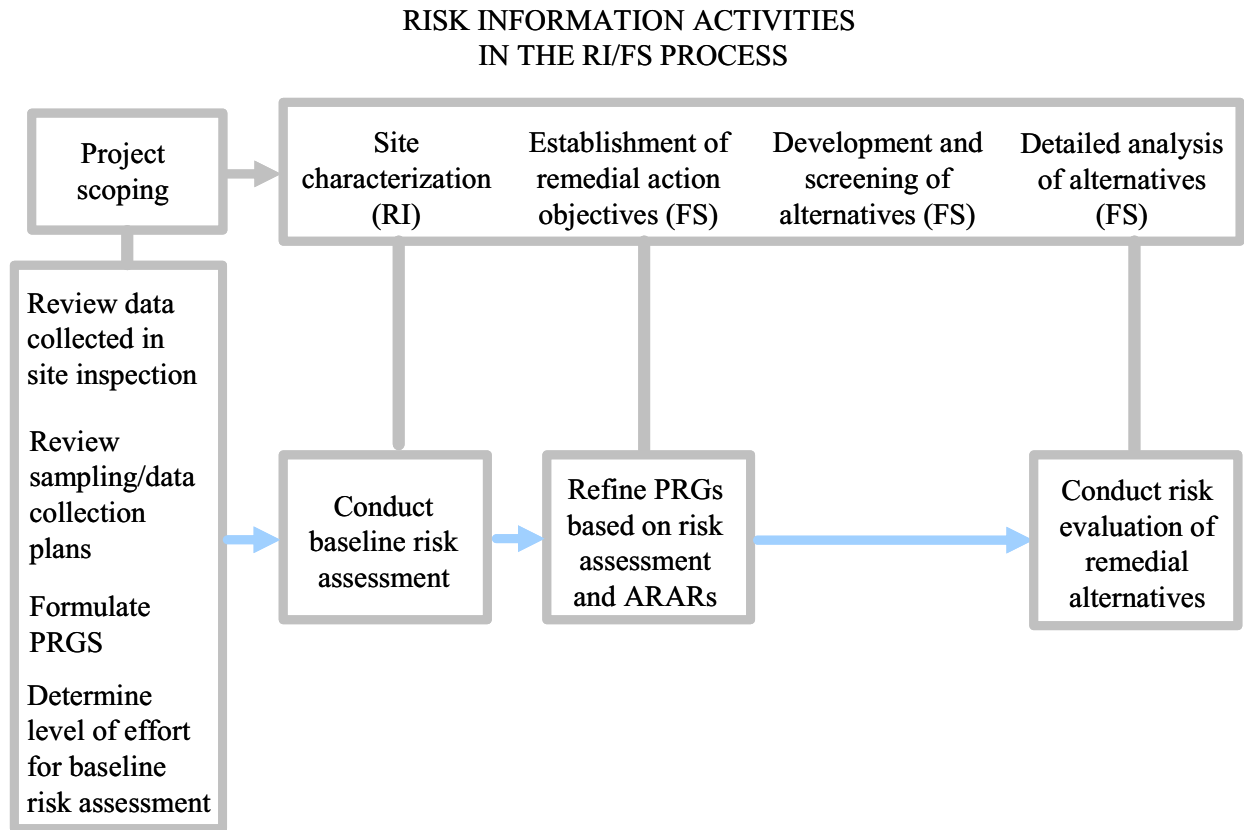 RISK INFORMATION ACTIVITIES
IN THE RI/FS PROCESS
Project
scoping
Site
characterization
(RI)
Establishment of
remedial action
objectives (FS)
Development and
screening of
alternatives (FS)
Detailed analysis
of alternatives
(FS)
Review data
collected in
site inspection
Review
sampling/data
collection
plans
Formulate
PRGS
Determine
level of effort
for baseline
risk assessment
Conduct
baseline risk
assessment
Refine PRGs
based on risk
assessment
and ARARs
Conduct risk
evaluation of
remedial
alternatives